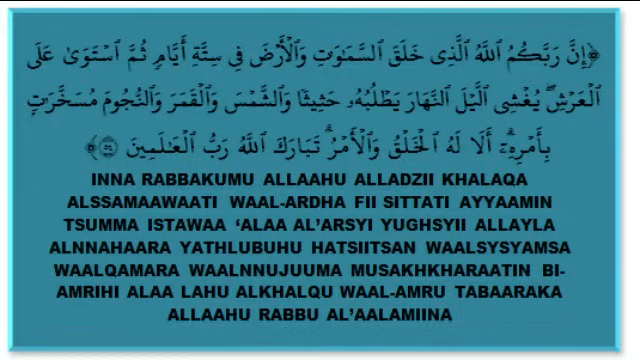 ﴿إِنَّ رَبَّكُمُ ٱللَّهُ ٱلَّذِى خَلَقَ ٱلسَّمَٰوَٰتِ وَٱلْأَرْضَ فِى سِتَّةِ أَيَّامٍ ثُمَّ ٱسْتَوَىٰ عَلَى
ٱلْعَرْشِ يُغْشِى ٱلَّيْلَ ٱلنَّهَارَ يَطْلُبُهُۥ حَثِيثًا وَٱلشَّمْسَ وَٱلْقَمَرَ وَٱلنُّجُومَ مُسَخَّرَٰتٍۭ
بِأَمْرِهِۦٓ ۗ أَلَا لَهُ ٱلْخَلْقُ وَٱلْأَمْرُ ۗ تَبَارَكَ ٱللَّهُ رَبُّ ٱلْعَٰلَمِينَ ۝٥٤﴾
INNA RABBAKUMU ALLAAHU ALLADZII KHALAQA
ALSSAMAAWAATI WAAL-ARDHA FII SITTATI AYYAAMIN
TSUMMA ISTAWAA ‘ALAA AL’ARSYI YUGHSYII ALLAYLA
ALNNAHAARA YATHLUBUHU HATSIITSAN WAALSYSYAMSA
WAALQAMARA WAALNNUJUUMA MUSAKHKHARAATIN BI-
AMRIHI ALAA LAHU ALKHALQU WAAL-AMRU TABAARAKA
ALLAAHU RABBU AL’AALAMIINA